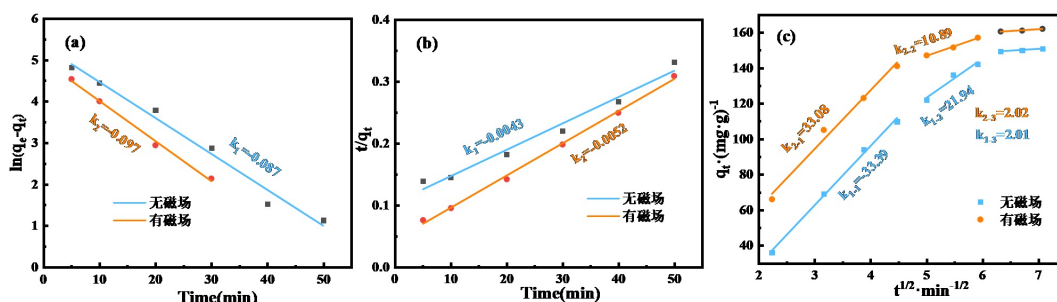 (a)
ln(qe-qt)
5
4
3
2
1
0
k1=-0.087
k2=-0.097
无磁场
有磁场
0 10 20 30 40 50
Time(min)
(b)
t/qt
0.4
0.3
0.2
0.1
0.0
k1=-0.0043
k2=-0.0052
无磁场
有磁场
0 10 20 30 40 50
Time(min)
(c)
qt·(mg·g)-1
160
140
120
100
80
60
40
k2-2=10.89
k2-1=33.08
k1-2=21.94
k1-1=-33.39
k2-3=2.02
k1-3=2.01
无磁场
有磁场
2 3 4 5 6 7
t1/2·min-1/2